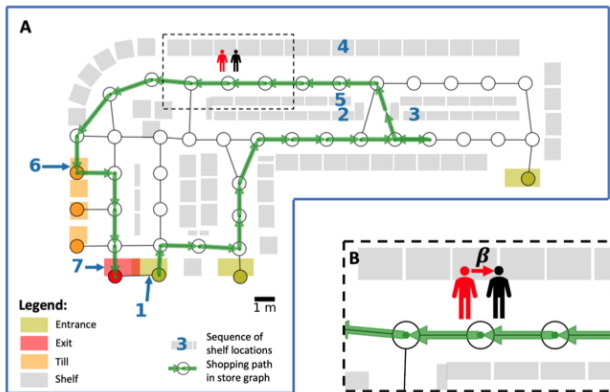 A
4
5
2
3
6
7
1
1 m
B
β
Legend:
Entrance
Exit
Till
Shelf
3
Sequence of
shelf locations
Shopping path
in store graph